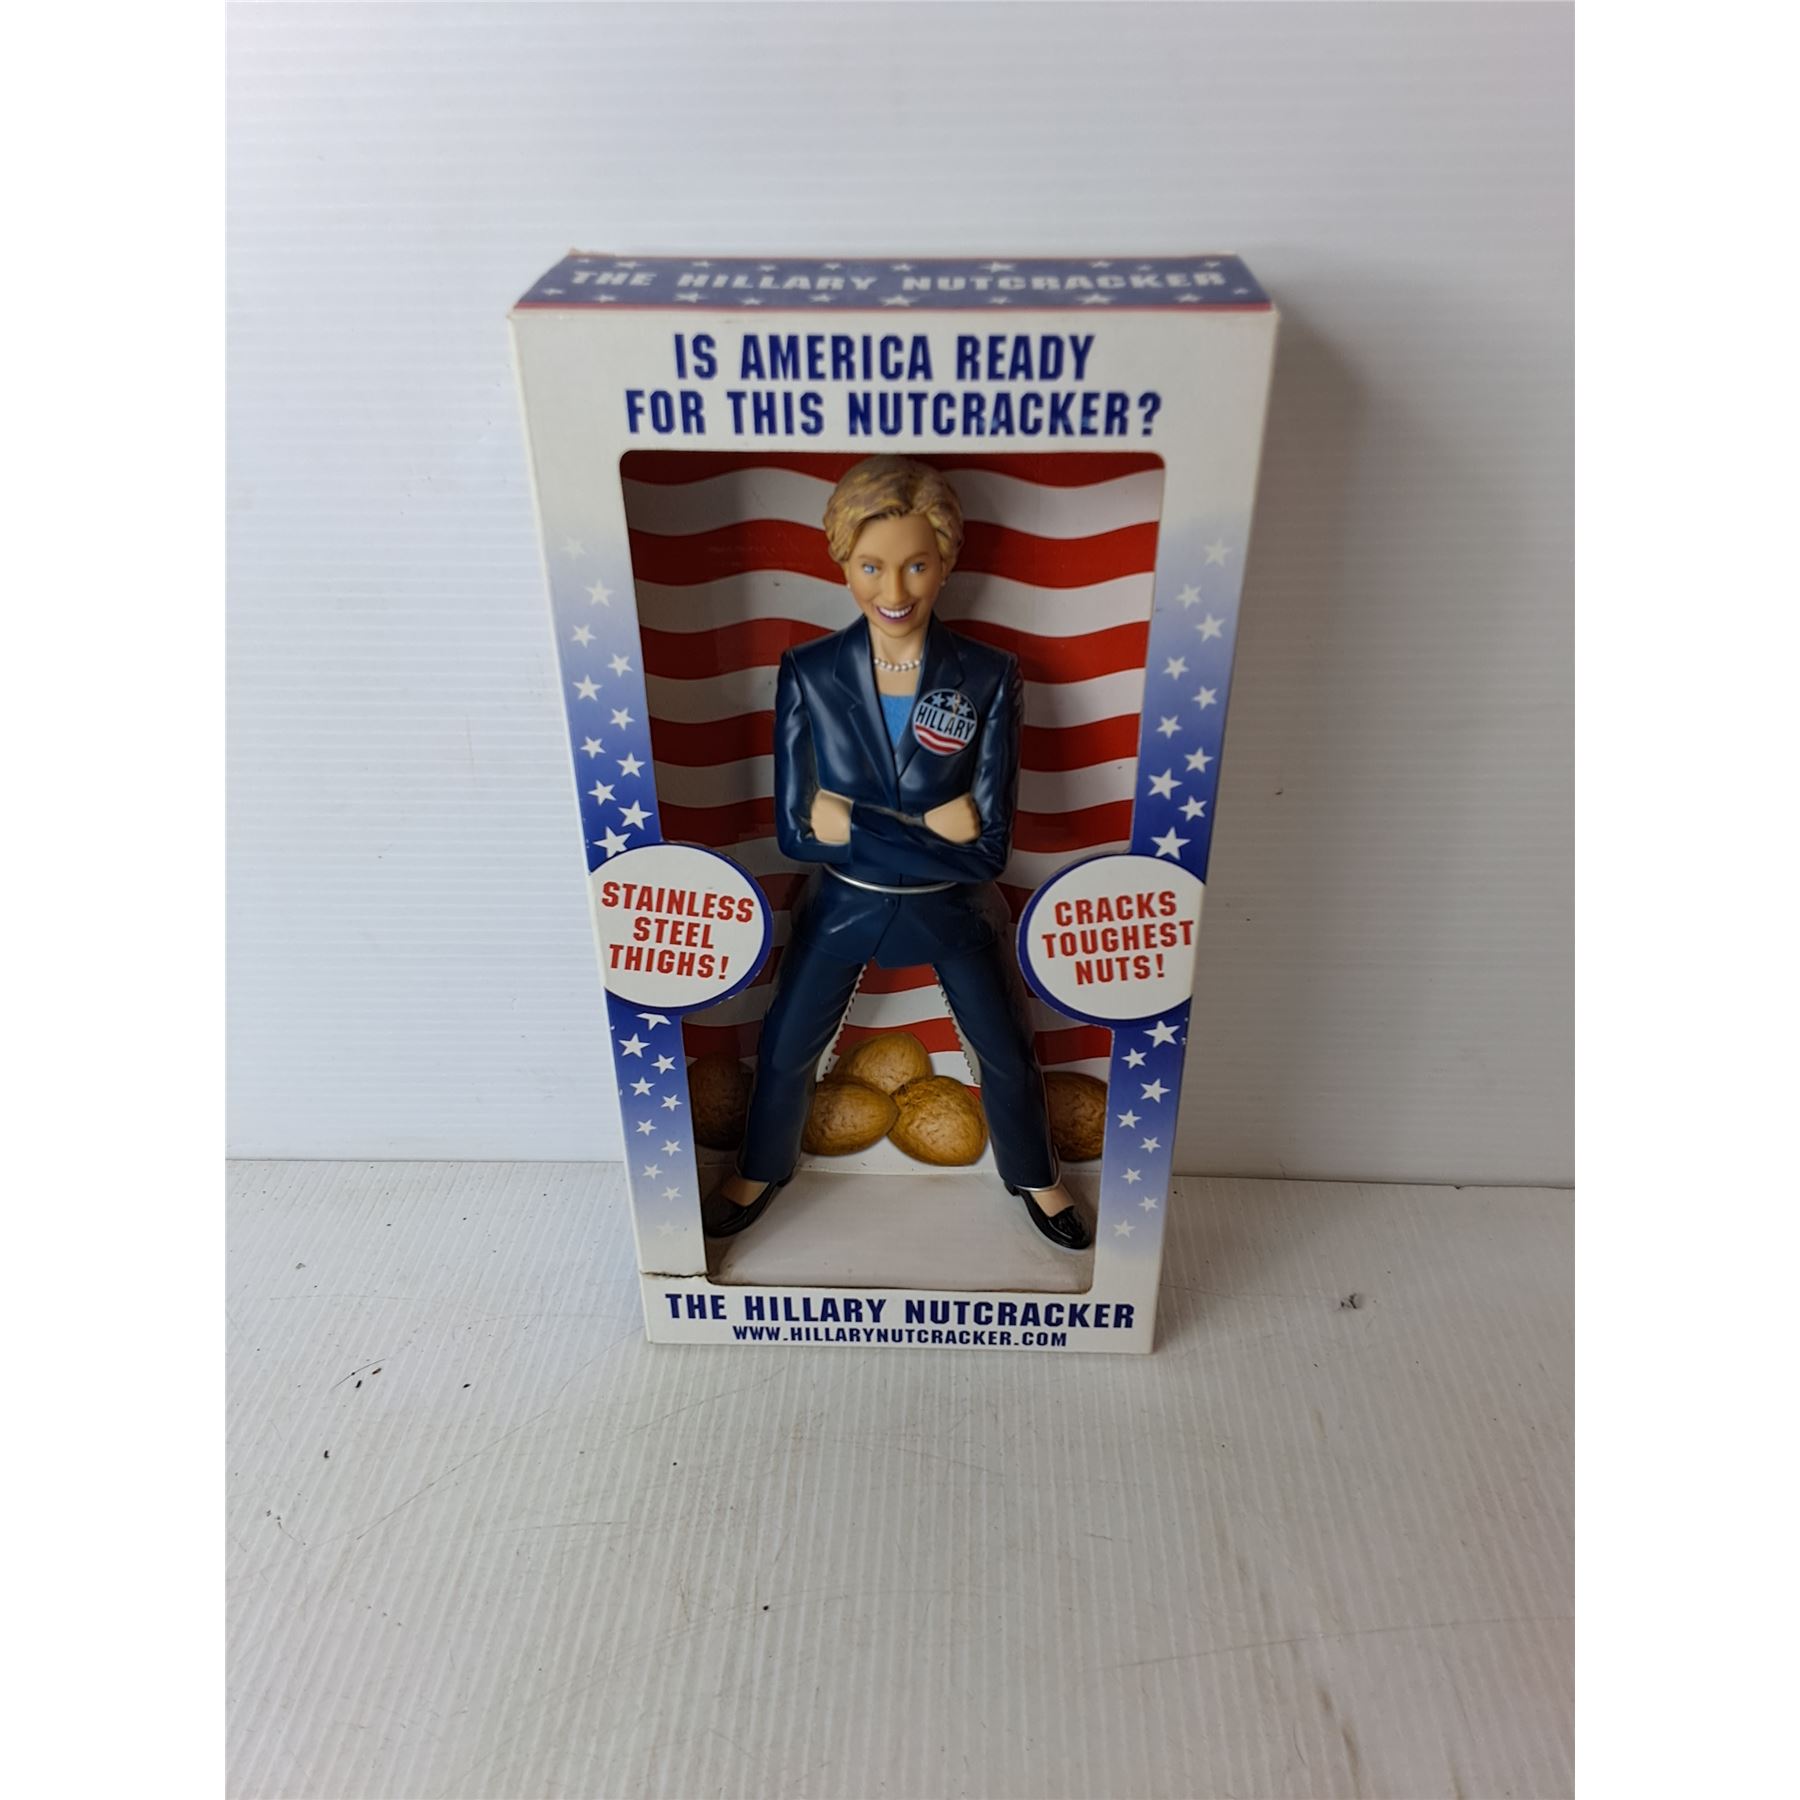 THE HILLARY NUTCRACKER
IS AMERICA READY
FOR THIS NUTCRACKER?
HILLARY
STAINLESS
STEEL
THIGHS!
CRACKS
TOUGHEST
NUTS!
THE HILLARY NUTCRACKER
WWW.HILLARYNUTCRACKER.COM